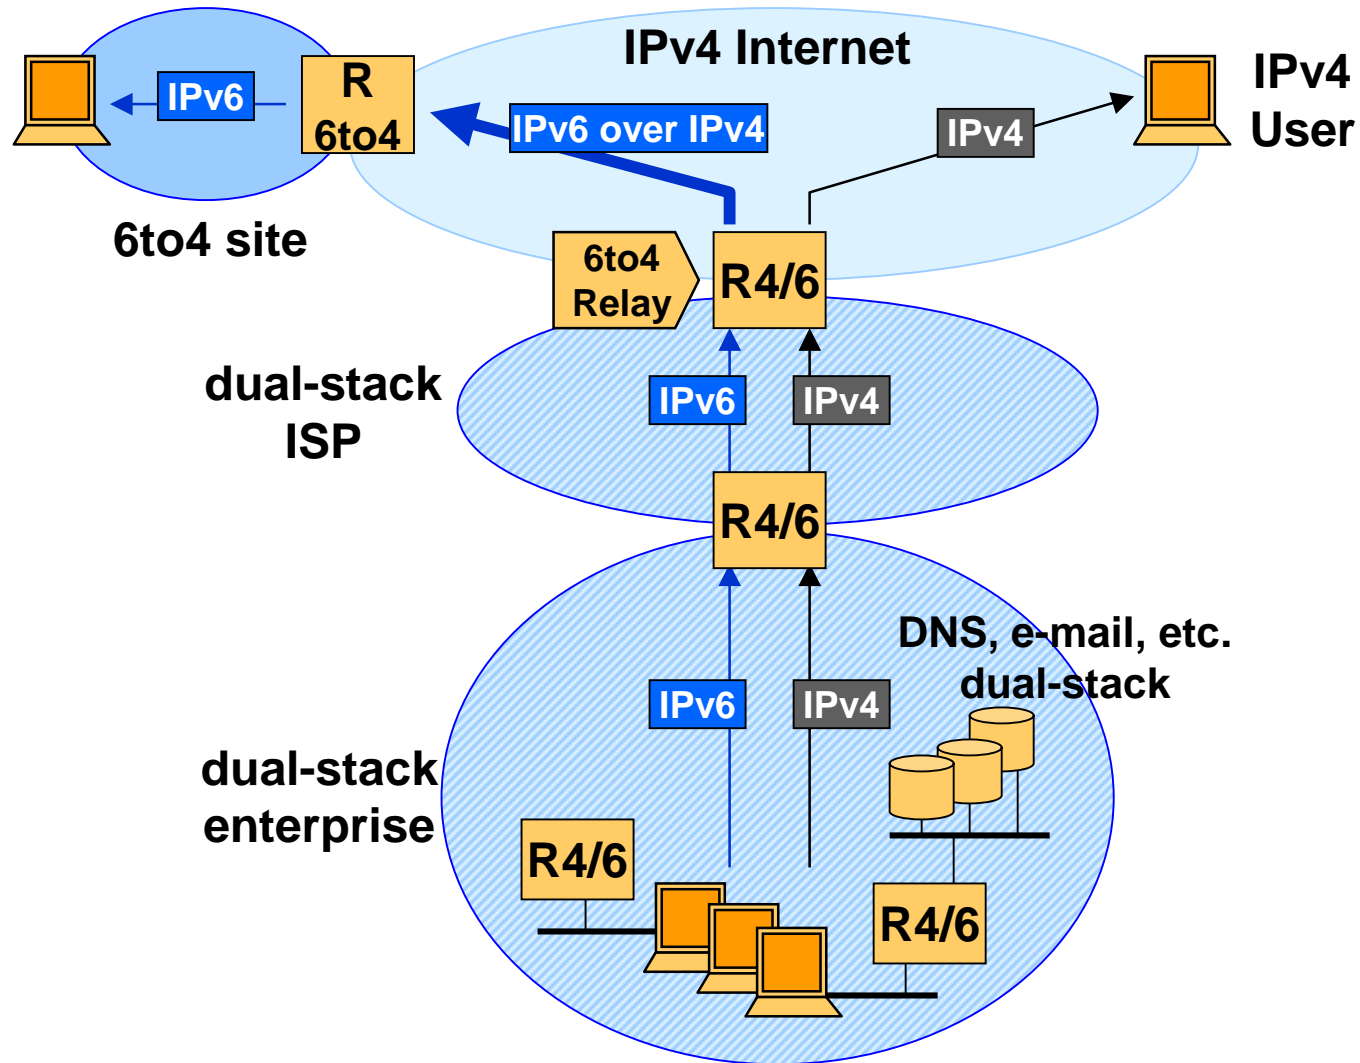 IPv4 Internet
IPv4
User
R
6to4
IPv6
IPv6 over IPv4
IPv4
6to4 site
6to4
Relay
R4/6
dual-stack
ISP
IPv6
IPv4
R4/6
DNS, e-mail, etc.
dual-stack
IPv6
IPv4
dual-stack
enterprise
R4/6
R4/6